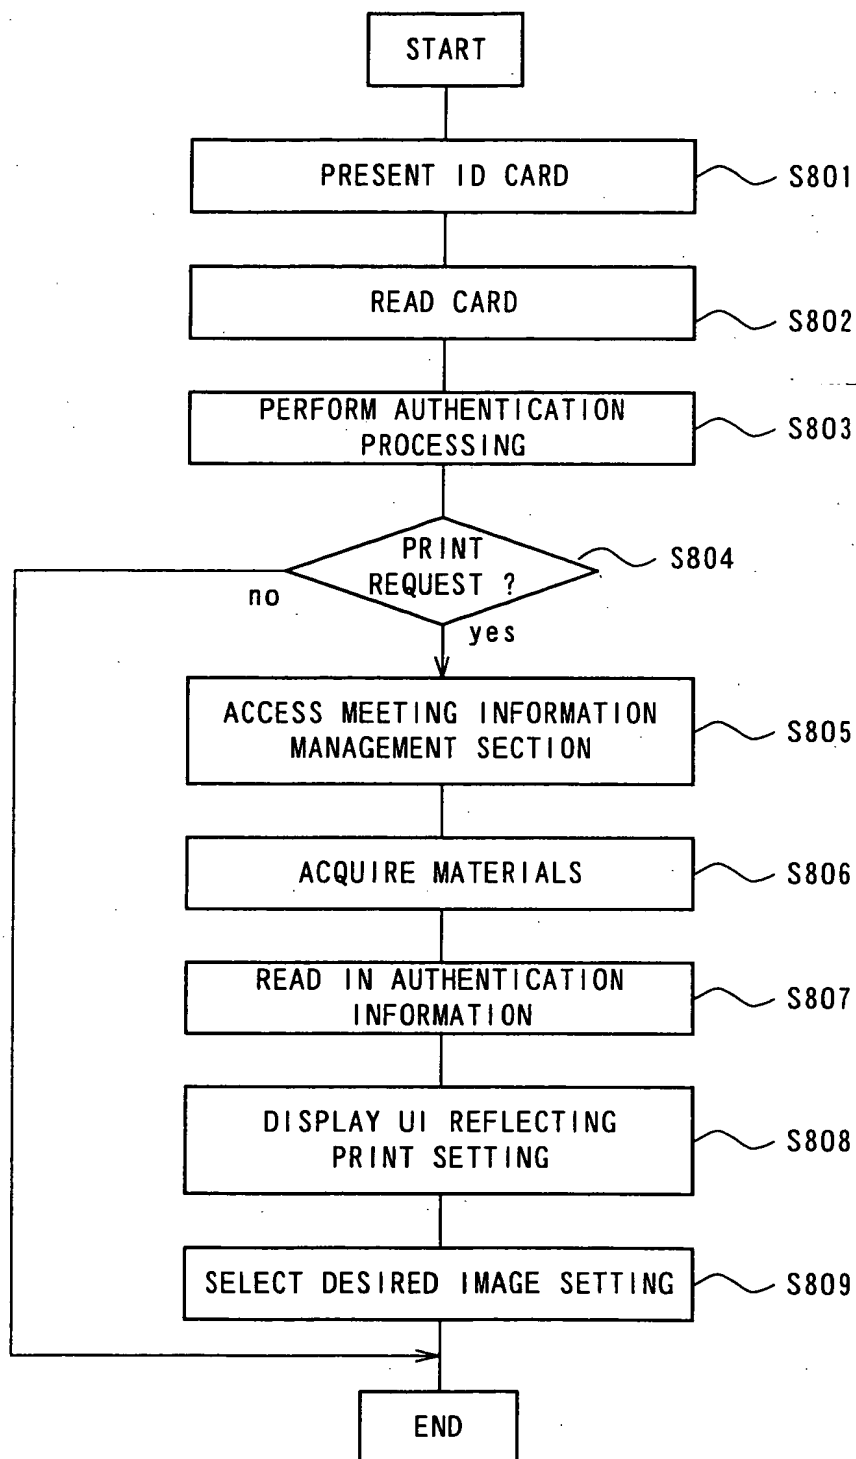 START
PRESENT ID CARD
S801
READ CARD
S802
PERFORM AUTHENTICATION
PROCESSING
S803
PRINT
REQUEST ?
S804
no
yes
ACCESS MEETING INFORMATION
MANAGEMENT SECTION
S805
ACQUIRE MATERIALS
S806
READ IN AUTHENTICATION
INFORMATION
S807
DISPLAY UI REFLECTING
PRINT SETTING
S808
SELECT DESIRED IMAGE SETTING
S809
END